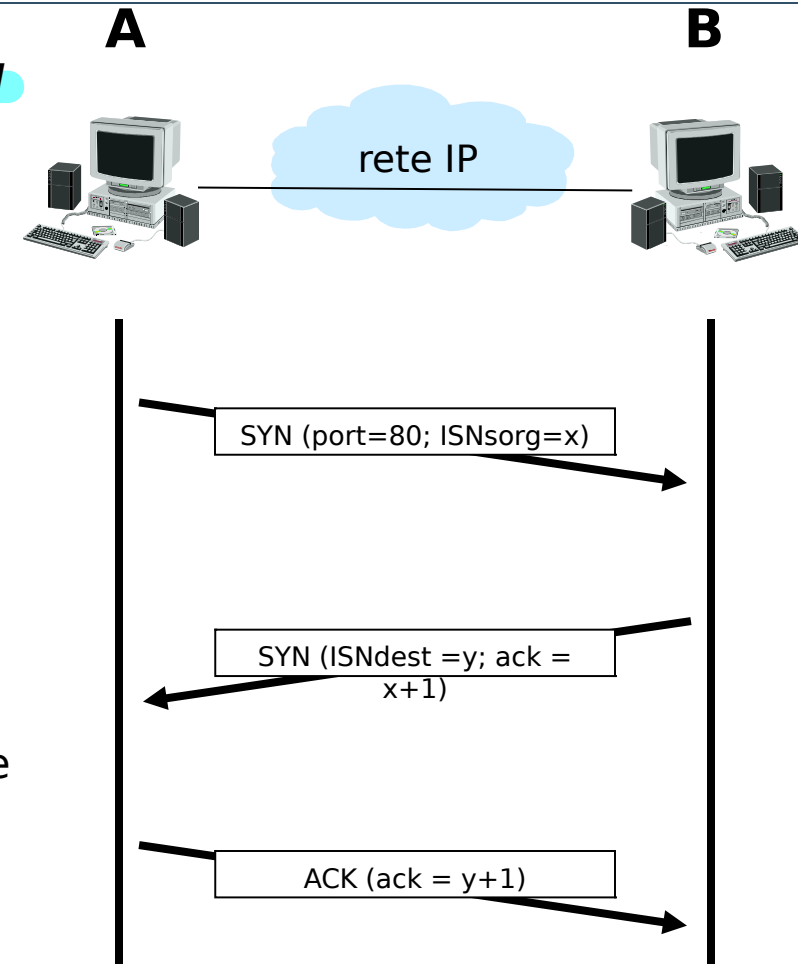 A
B
rete IP
SYN (port=80; ISNsorg=x)
SYN (ISNdest =y; ack =
x+1)
e
ACK (ack = y+1)